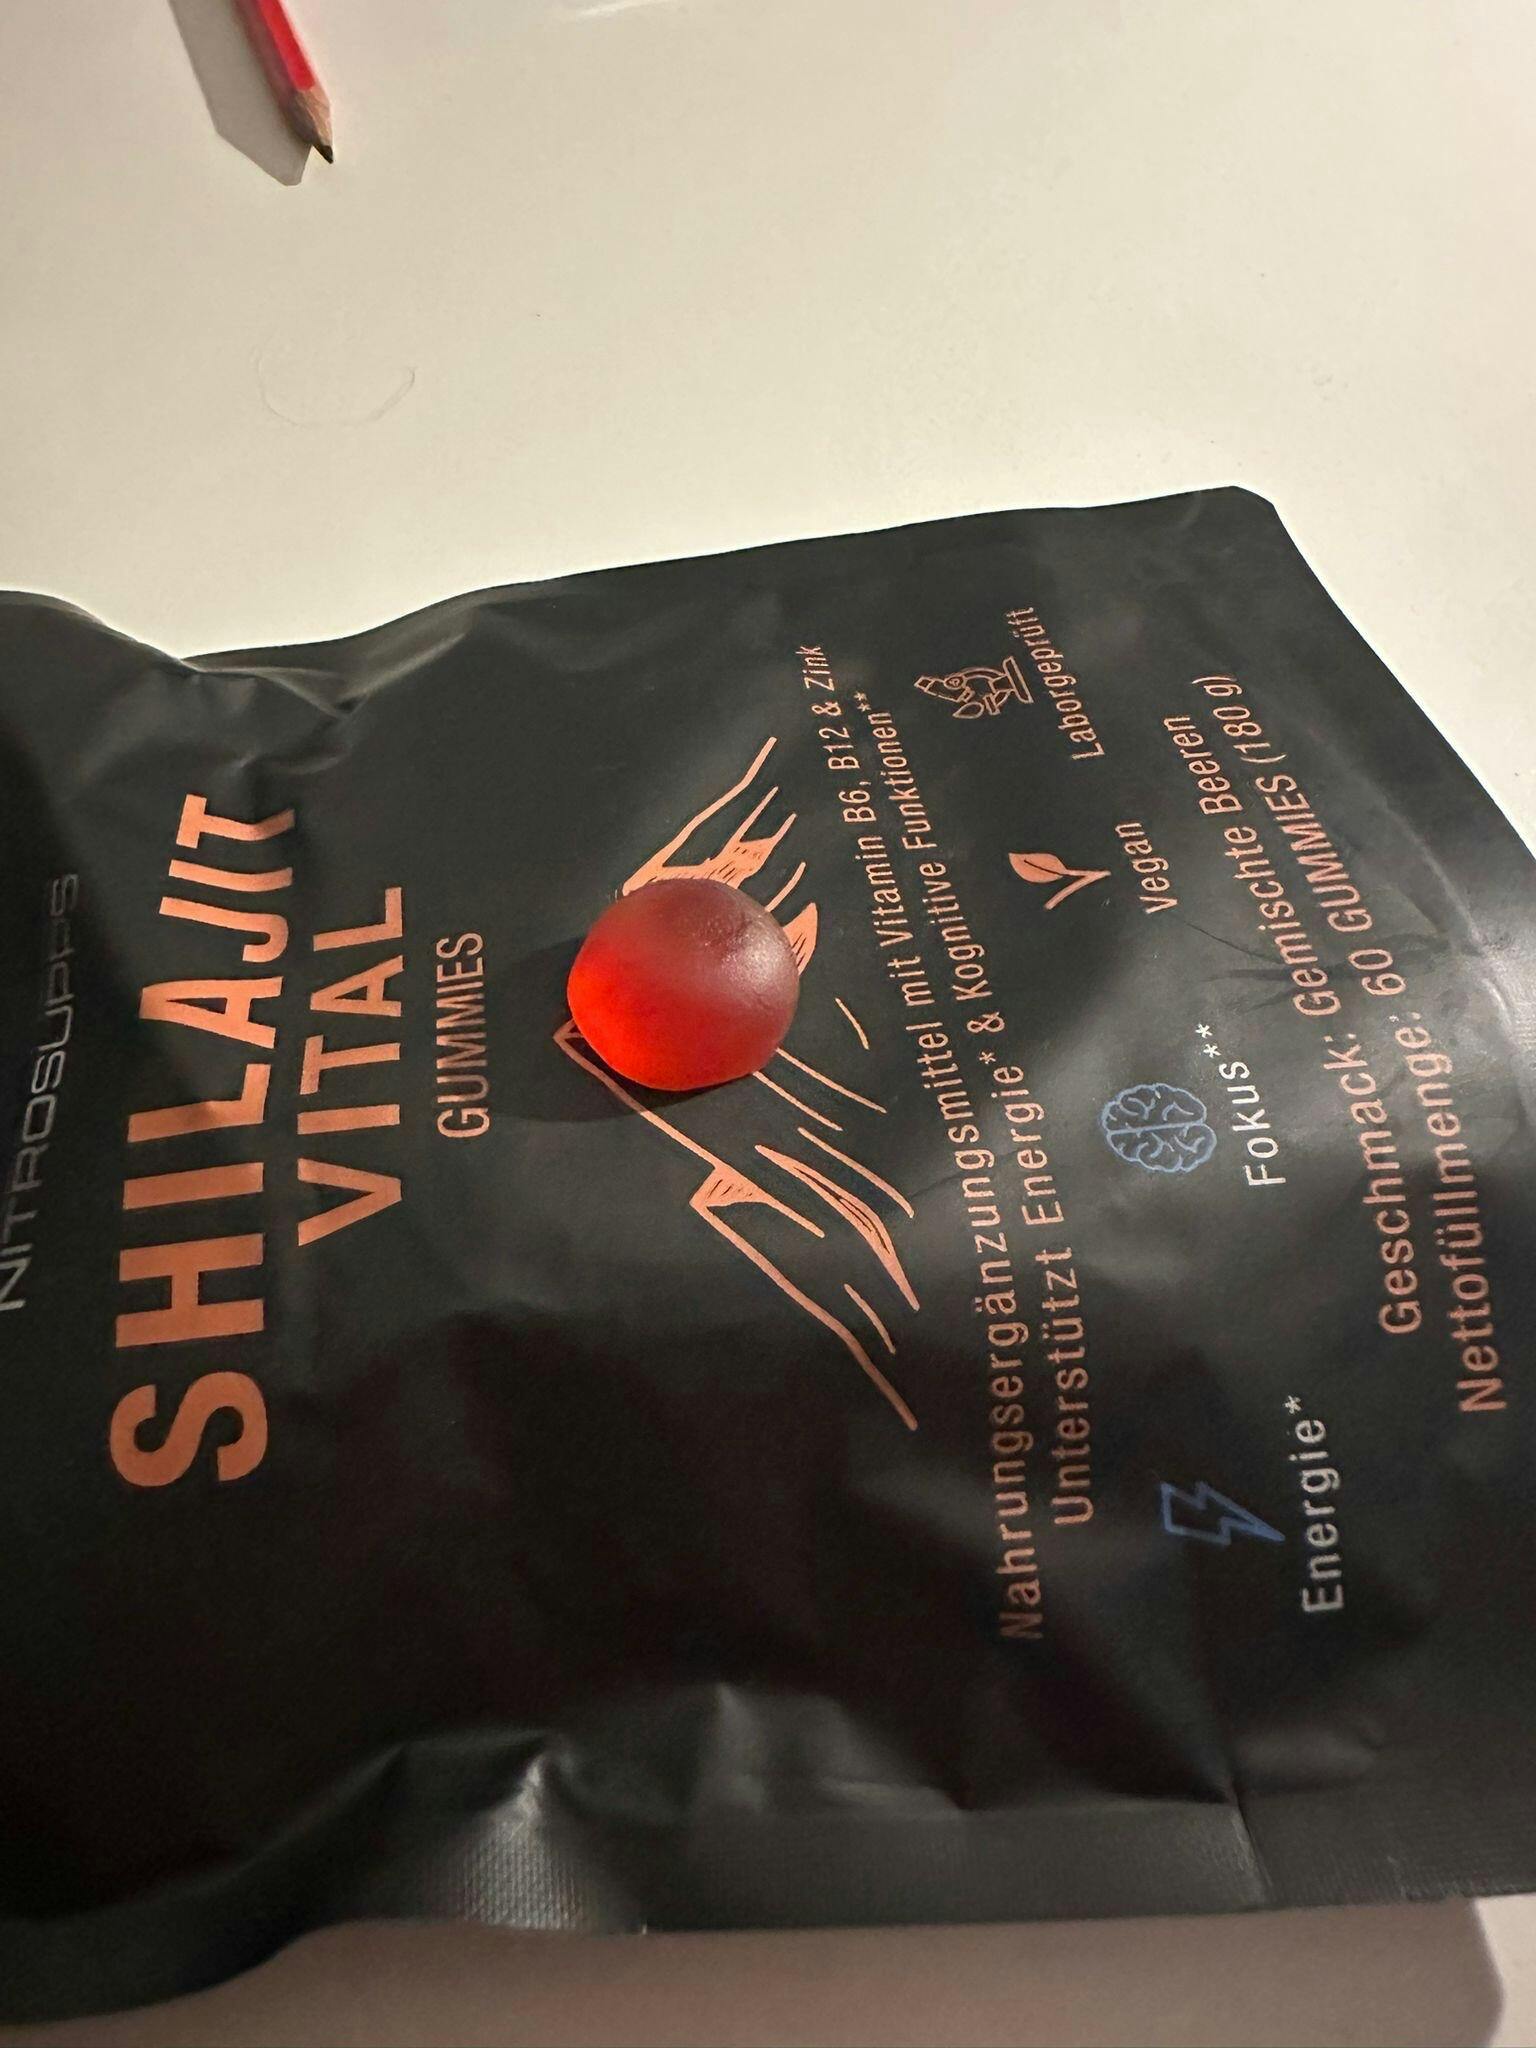 NITROSUPPS
SHILAJIT
VITAL
GUMMIES
Nahrungsergänzungsmittel mit Vitamin B6, B12 & Zink
Unterstützt Energie* & Kognitive Funktionen**
Energie*
Fokus**
Vegan
Laborgeprüft
Geschmack: Gemischte Beeren
Nettofüllmenge: 60 GUMMIES (180 g)